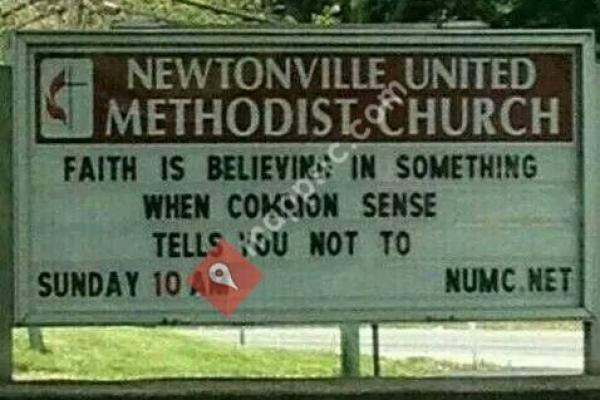 NEWTONVILLE UNITED
METHODIST CHURCH
FAITH IS BELIEVING IN SOMETHING
WHEN COMMON SENSE
TELLS YOU NOT TO
SUNDAY 10 AM NUMC.NET